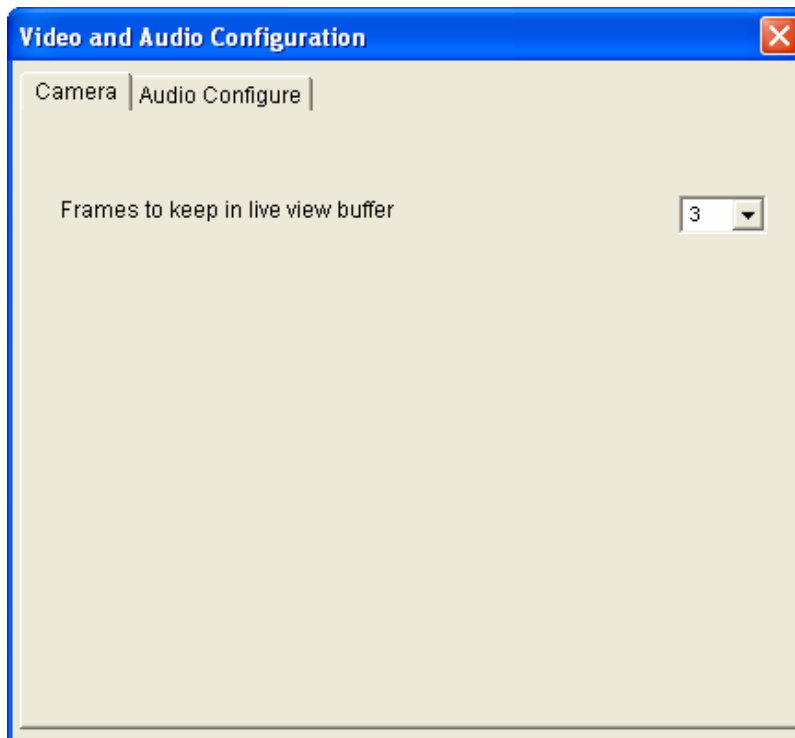 Video and Audio Configuration
Camera
Audio Configure
Frames to keep in live view buffer
3